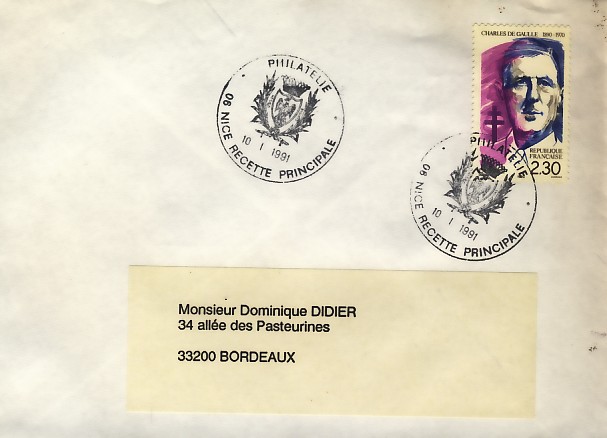 CHARLES DE GAULLE 1890-1970
RÉPUBLIQUE
FRANÇAISE
2.30
PHILATELIE
06 NICE RECETTE PRINCIPALE
10 1 1991
PHILATELIE
06 NICE RECETTE PRINCIPALE
10 1 1991
Monsieur Dominique DIDIER
34 allée des Pasteurines
33200 BORDEAUX